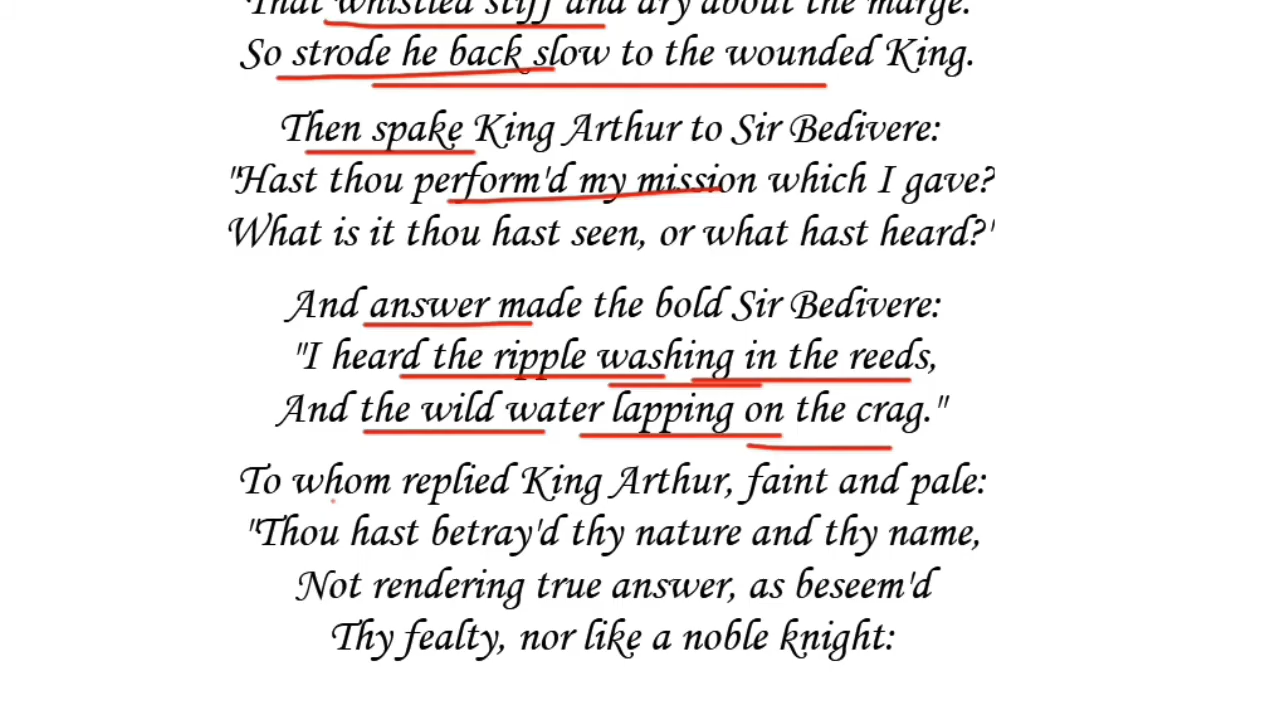 That whistled stiff and dry about the marge.
So strode he back slow to the wounded King.
Then spake King Arthur to Sir Bedivere:
"Hast thou perform'd my mission which I gave?
What is it thou hast seen, or what hast heard?'
And answer made the bold Sir Bedivere:
"I heard the ripple washing in the reeds,
And the wild water lapping on the crag."
To whom replied King Arthur, faint and pale:
"Thou hast betray'd thy nature and thy name,
Not rendering true answer, as beseem'd
Thy fealty, nor like a noble knight: